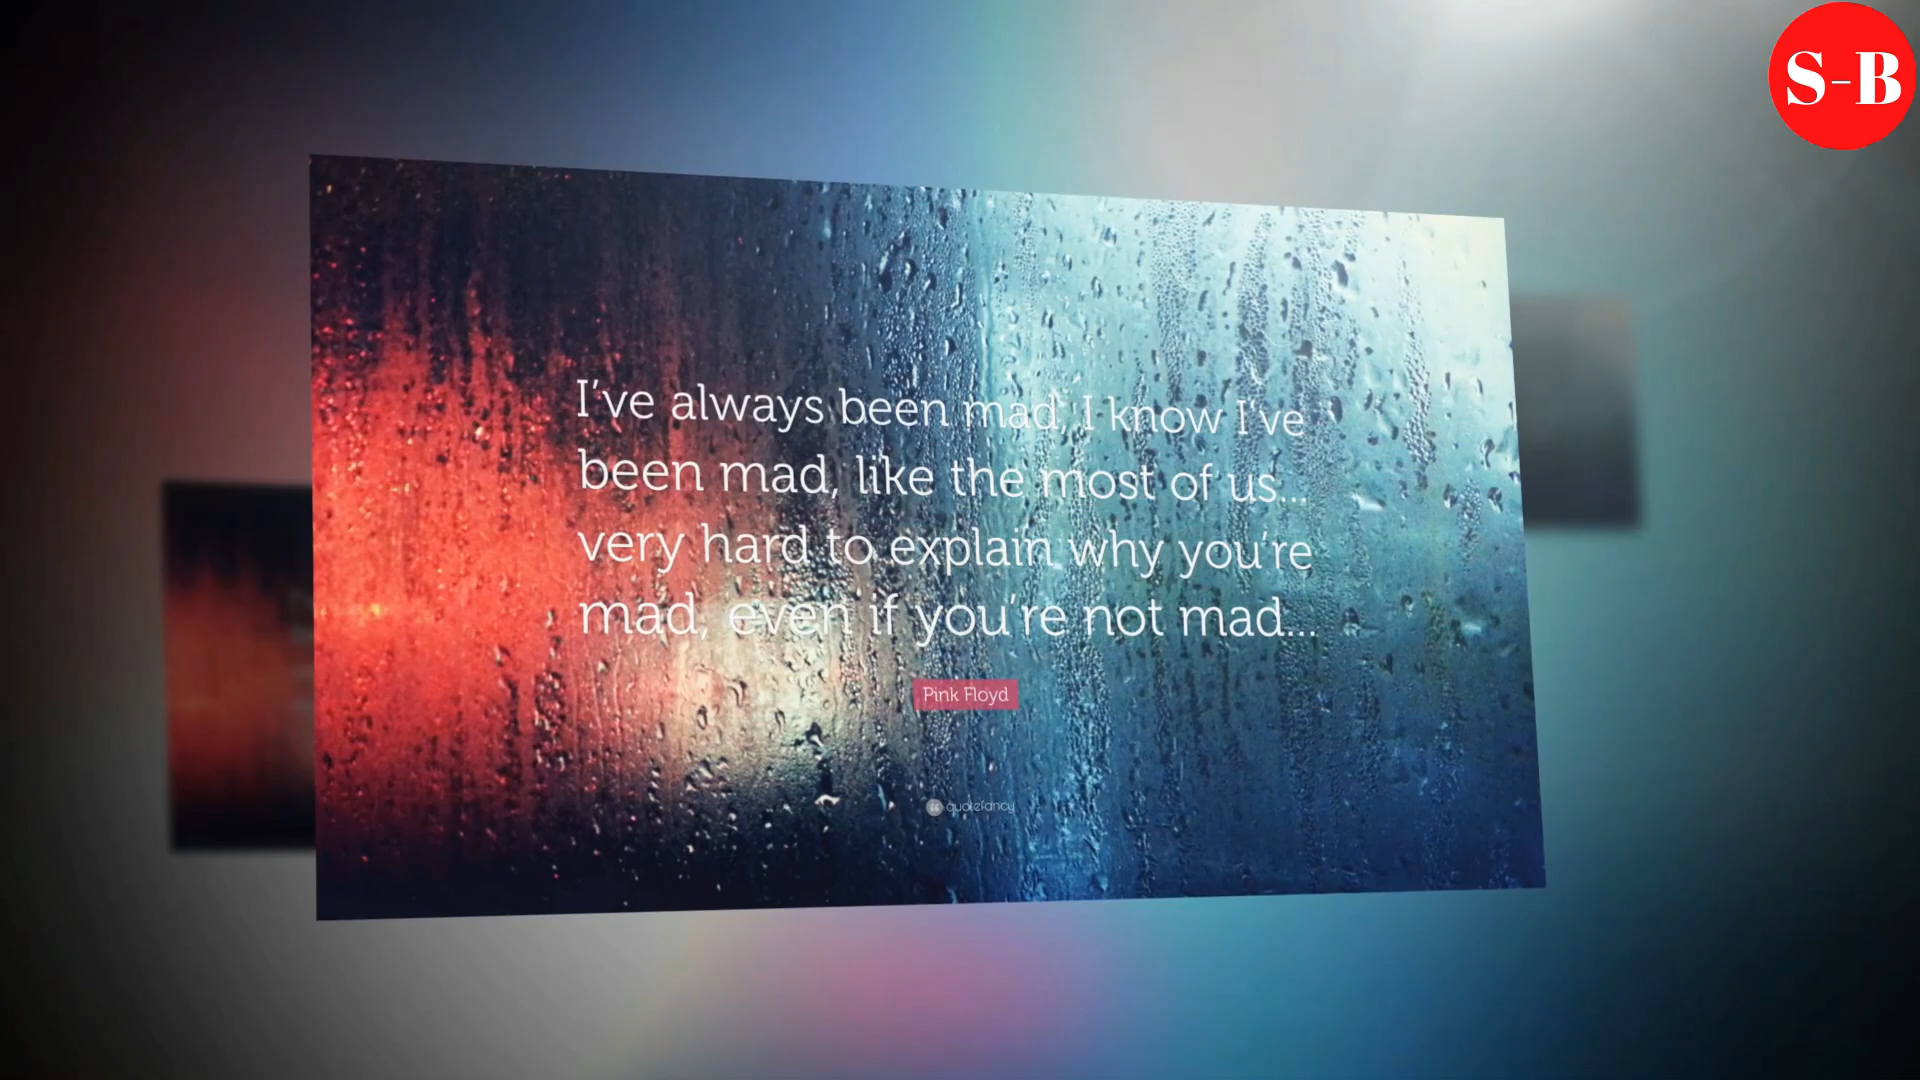 S-B
I've always been mad, I know I've
been mad, like the most of us...
very hard to explain why you're
mad, even if you're not mad...
Pink Floyd
quotefancy